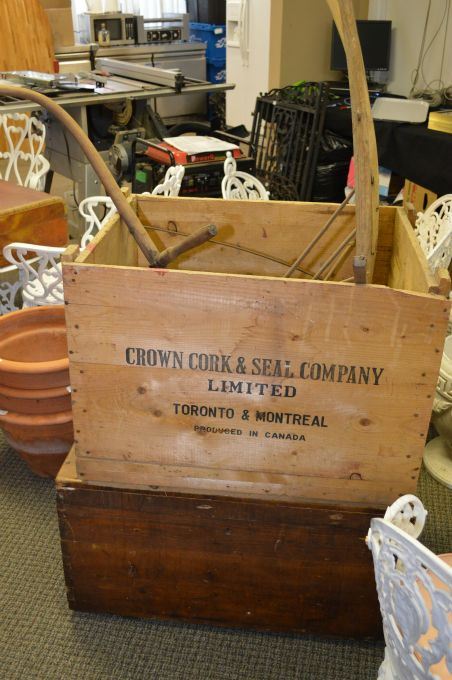 CROWN CORK & SEAL COMPANY
LIMITED
TORONTO & MONTREAL
PRODUCED IN CANADA